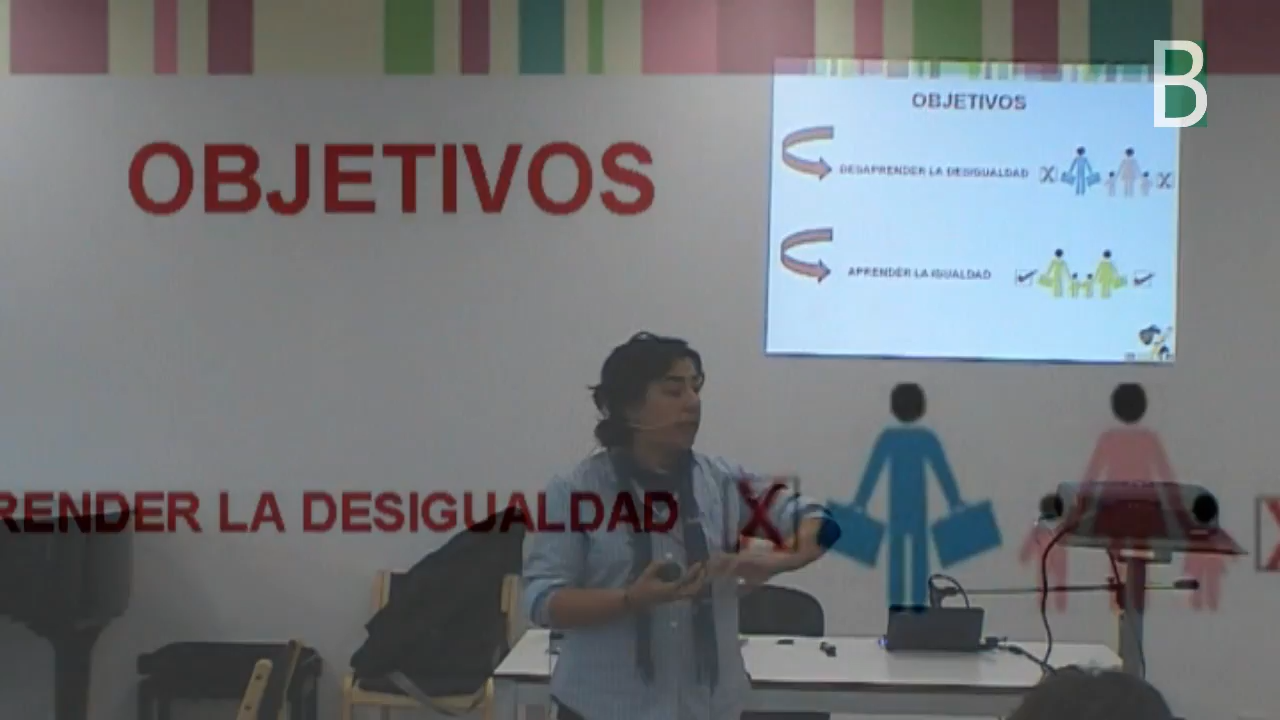 B
OBJETIVOS
OBJETIVOS
DESAPRENDER LA DESIGUALDAD
APRENDER LA IGUALDAD
RENDER LA DESIGUALDAD